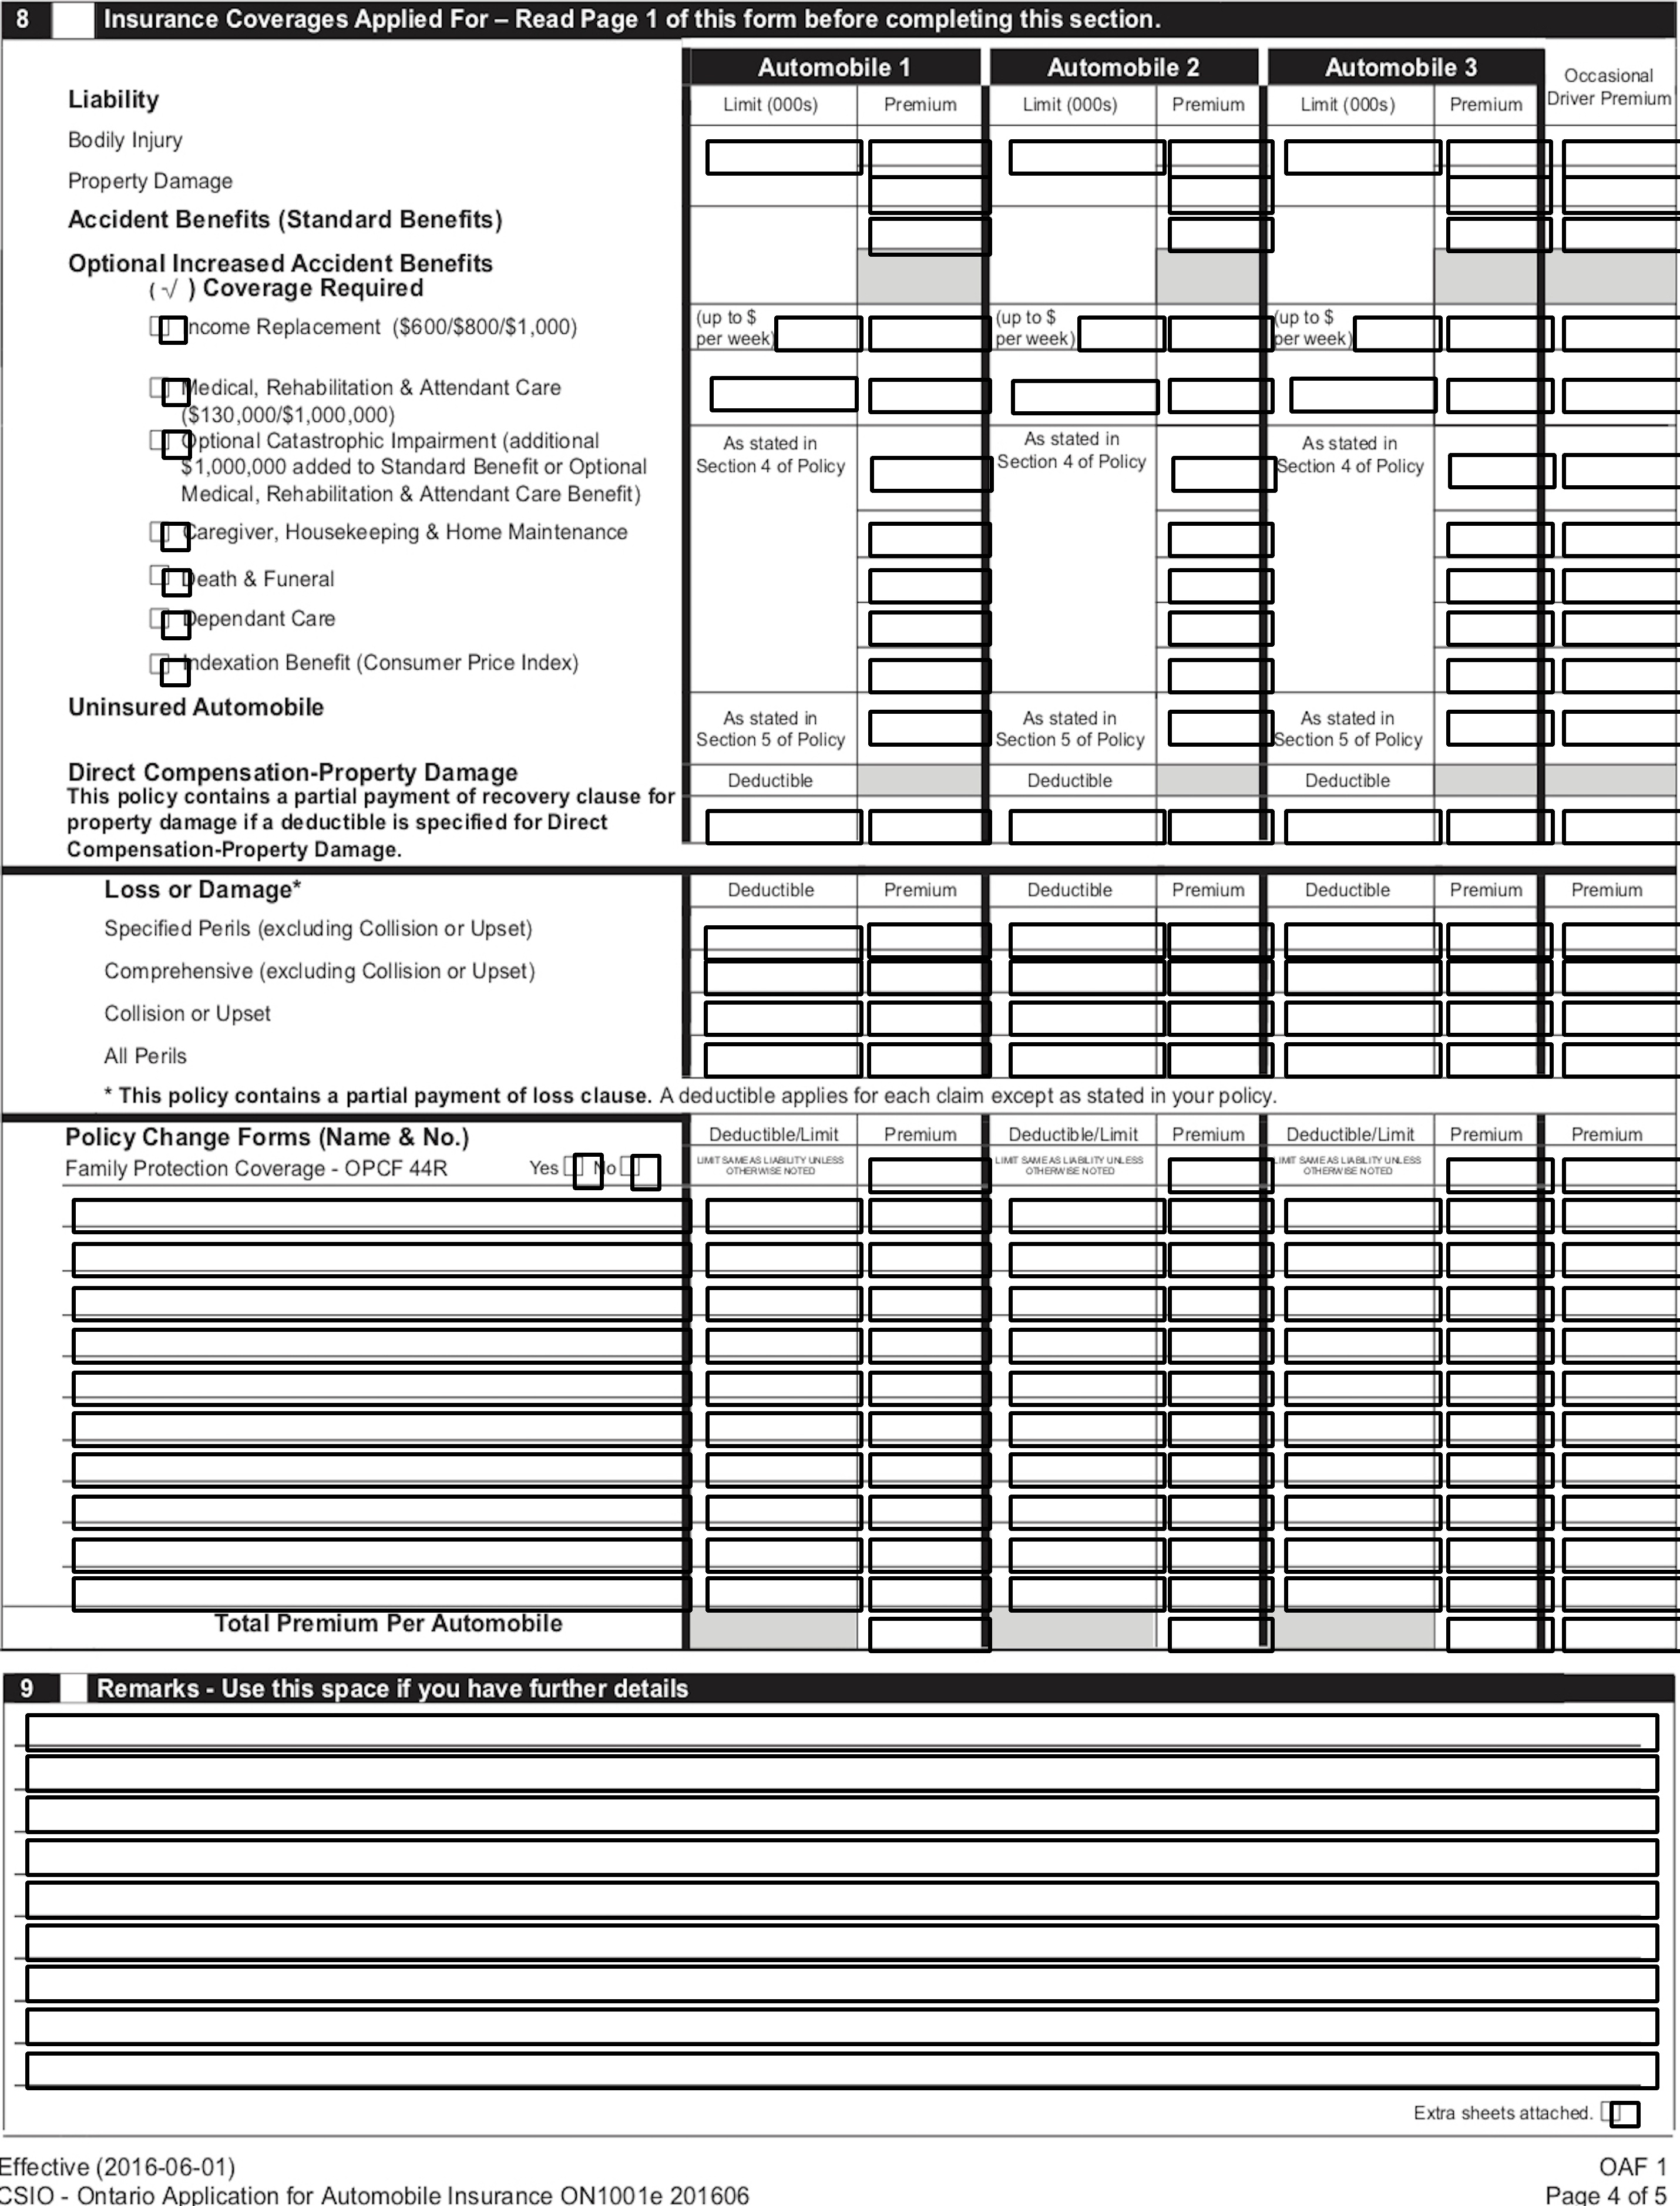 8 Insurance Coverages Applied For – Read Page 1 of this form before completing this section.
Automobile 1 Automobile 2 Automobile 3 Occasional Driver Premium
Liability Limit (000s) Premium Limit (000s) Premium Limit (000s) Premium
Bodily Injury
Property Damage
Accident Benefits (Standard Benefits)
Optional Increased Accident Benefits
( √ ) Coverage Required
Income Replacement ($600/$800/$1,000) (up to $ per week) (up to $ per week) (up to $ per week)
Medical, Rehabilitation & Attendant Care
($130,000/$1,000,000)
Optional Catastrophic Impairment (additional As stated in As stated in As stated in
$1,000,000 added to Standard Benefit or Optional Section 4 of Policy Section 4 of Policy Section 4 of Policy
Medical, Rehabilitation & Attendant Care Benefit)
Caregiver, Housekeeping & Home Maintenance
Death & Funeral
Dependant Care
Indexation Benefit (Consumer Price Index)
Uninsured Automobile As stated in As stated in As stated in
Section 5 of Policy Section 5 of Policy Section 5 of Policy
Direct Compensation-Property Damage Deductible Deductible Deductible
This policy contains a partial payment of recovery clause for
property damage if a deductible is specified for Direct
Compensation-Property Damage.
Loss or Damage* Deductible Premium Deductible Premium Deductible Premium Premium
Specified Perils (excluding Collision or Upset)
Comprehensive (excluding Collision or Upset)
Collision or Upset
All Perils
* This policy contains a partial payment of loss clause. A deductible applies for each claim except as stated in your policy.
Policy Change Forms (Name & No.) Deductible/Limit Premium Deductible/Limit Premium Deductible/Limit Premium Premium
Family Protection Coverage - OPCF 44R Yes No LIMIT SAME AS LIABILITY UNLESS OTHERWISE NOTED LIMIT SAME AS LIABILITY UNLESS OTHERWISE NOTED LIMIT SAME AS LIABILITY UNLESS OTHERWISE NOTED
Total Premium Per Automobile
9 Remarks - Use this space if you have further details
Extra sheets attached.
Effective (2016-06-01) OAF 1
CSIO - Ontario Application for Automobile Insurance ON1001e 201606 Page 4 of 5